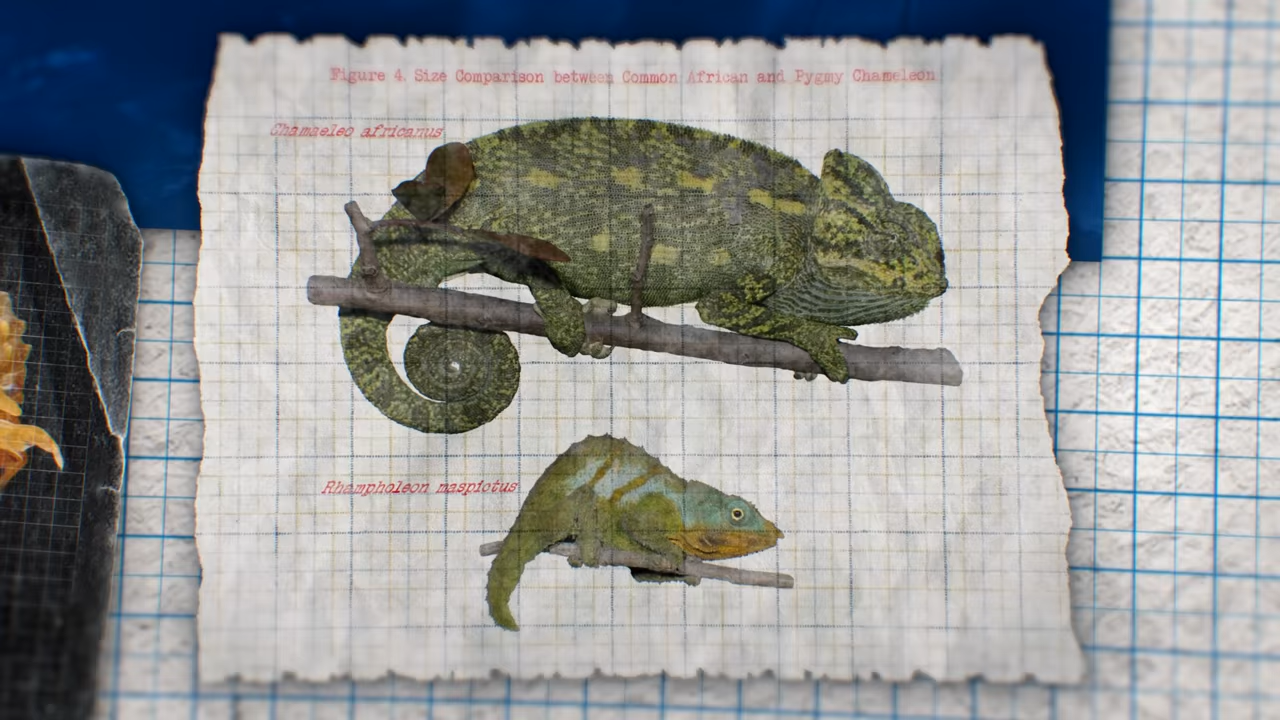 Figure 4. Size Comparison between Common African and Pygmy Chameleon
Chamaeleo africanus
Rhampholeon maspictus